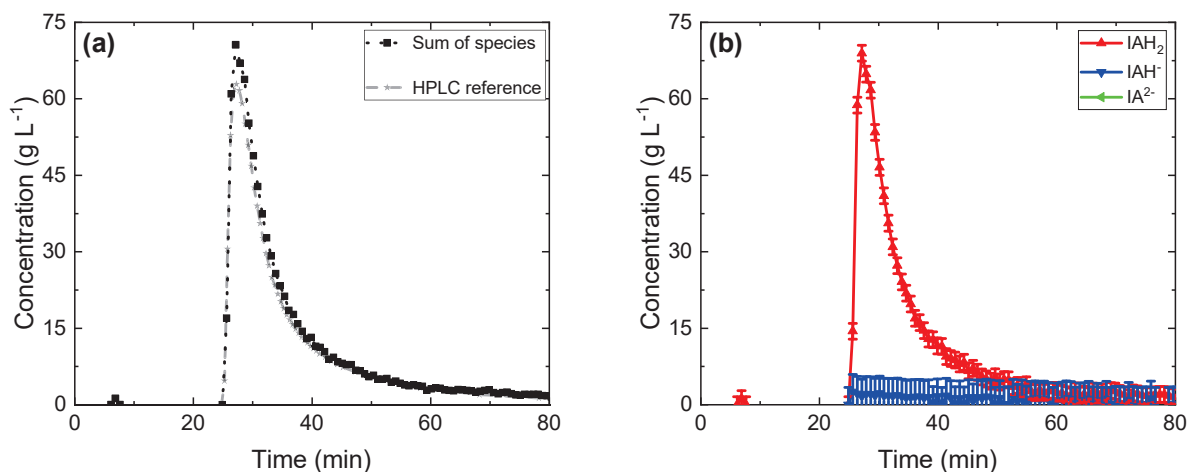 (a)
Sum of species
HPLC reference
75
60
45
30
15
0
Concentration (g L⁻¹)
0 20 40 60 80
Time (min)
(b)
IAH₂
IAH⁻
IA²⁻
75
60
45
30
15
0
Concentration (g L⁻¹)
0 20 40 60 80
Time (min)